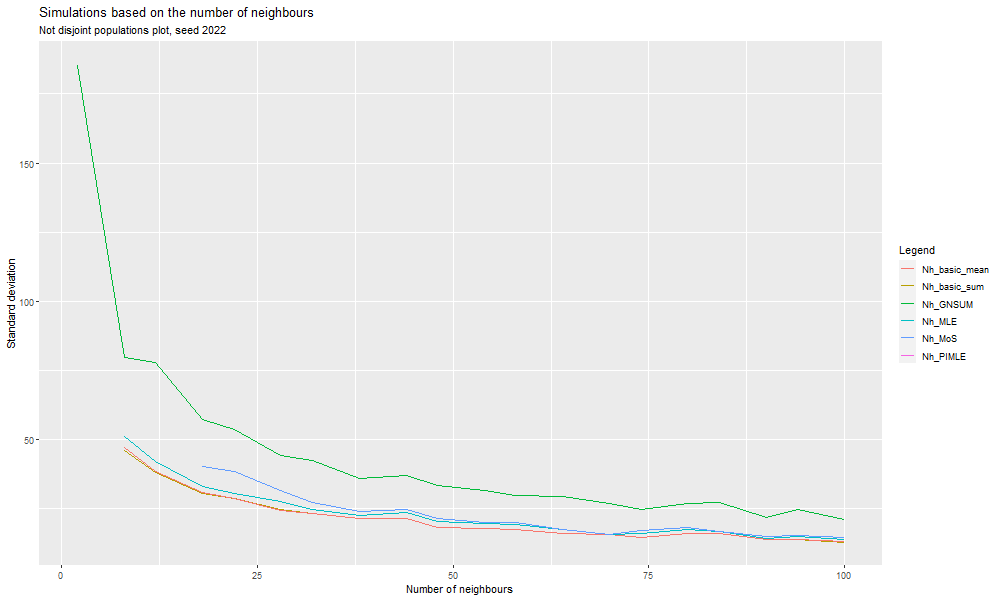 Simulations based on the number of neighbours
Not disjoint populations plot, seed 2022
Standard deviation
150
100
50
0
25
50
75
100
Number of neighbours
Legend
Nh_basic_mean
Nh_basic_sum
Nh_GNSUM
Nh_MLE
Nh_MoS
Nh_PIMLE